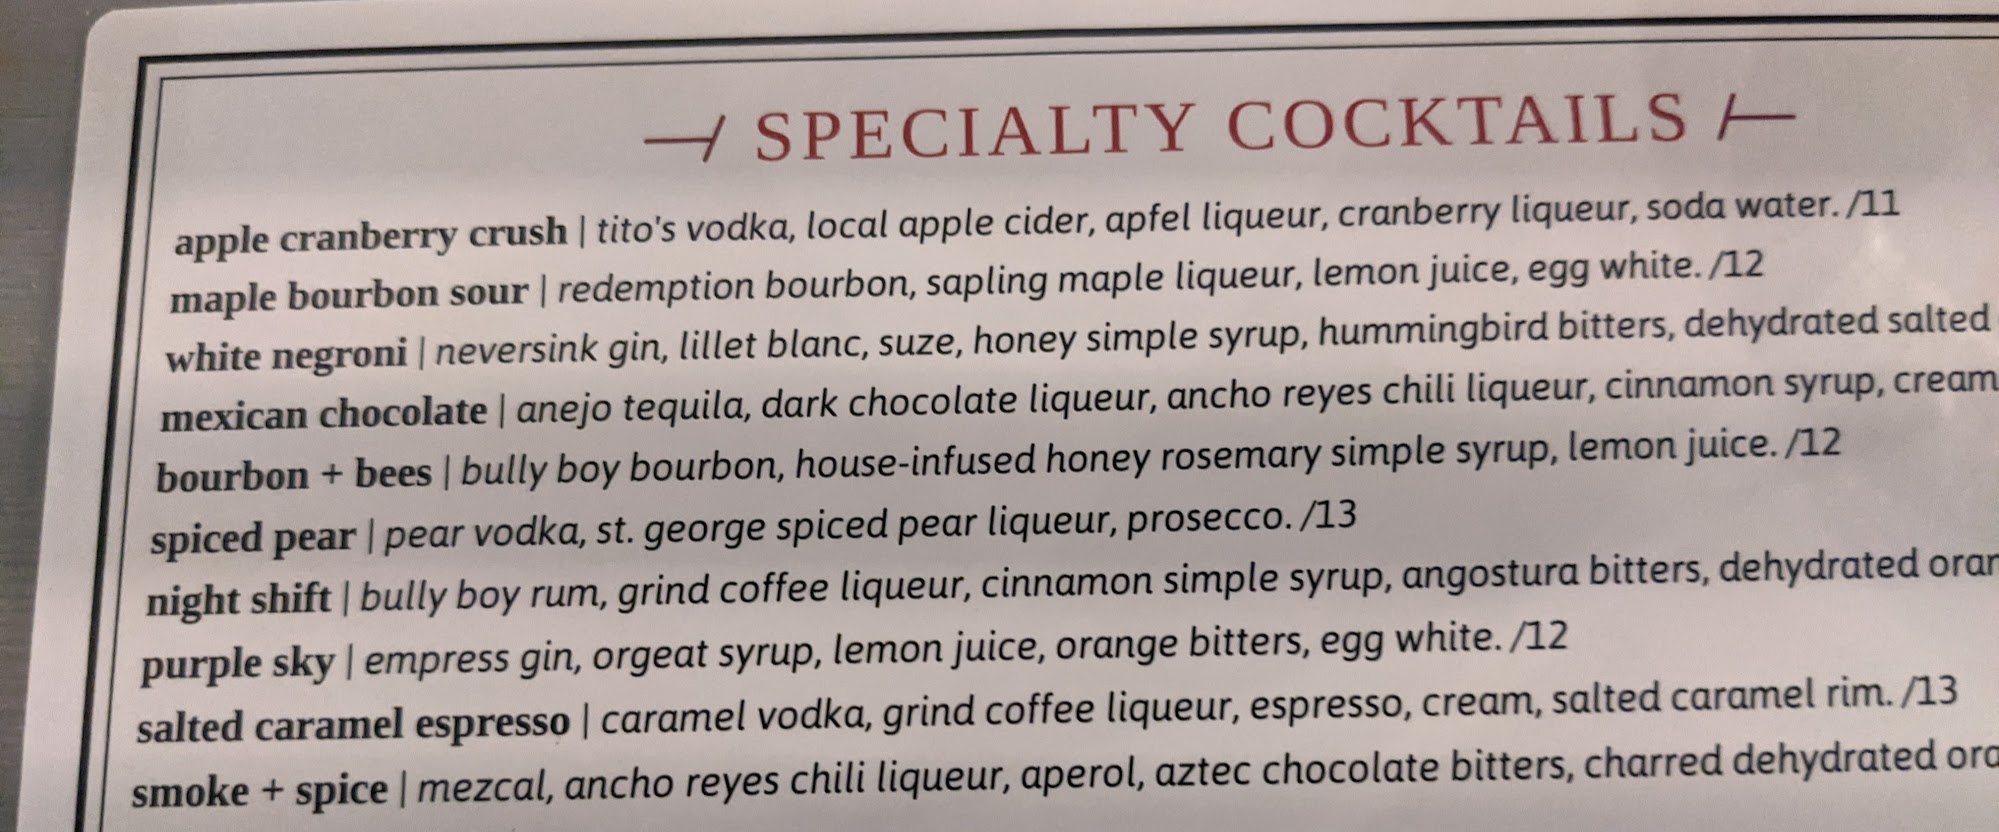 SPECIALTY COCKTAILS
apple cranberry crush | tito's vodka, local apple cider, apfel liqueur, cranberry liqueur, soda water. /11
maple bourbon sour | redemption bourbon, sapling maple liqueur, lemon juice, egg white. /12
white negroni | neversink gin, lillet blanc, suze, honey simple syrup, hummingbird bitters, dehydrated salted
mexican chocolate | anejo tequila, dark chocolate liqueur, ancho reyes chili liqueur, cinnamon syrup, cream
bourbon + bees | bully boy bourbon, house-infused honey rosemary simple syrup, lemon juice. /12
spiced pear | pear vodka, st. george spiced pear liqueur, prosecco. /13
night shift | bully boy rum, grind coffee liqueur, cinnamon simple syrup, angostura bitters, dehydrated
purple sky | empress gin, orgeat syrup, lemon juice, orange bitters, egg white. /12
salted caramel espresso | caramel vodka, grind coffee liqueur, espresso, cream, salted caramel rim. /13
smoke + spice | mezcal, ancho reyes chili liqueur, aperol, aztec chocolate bitters, charred dehydrated